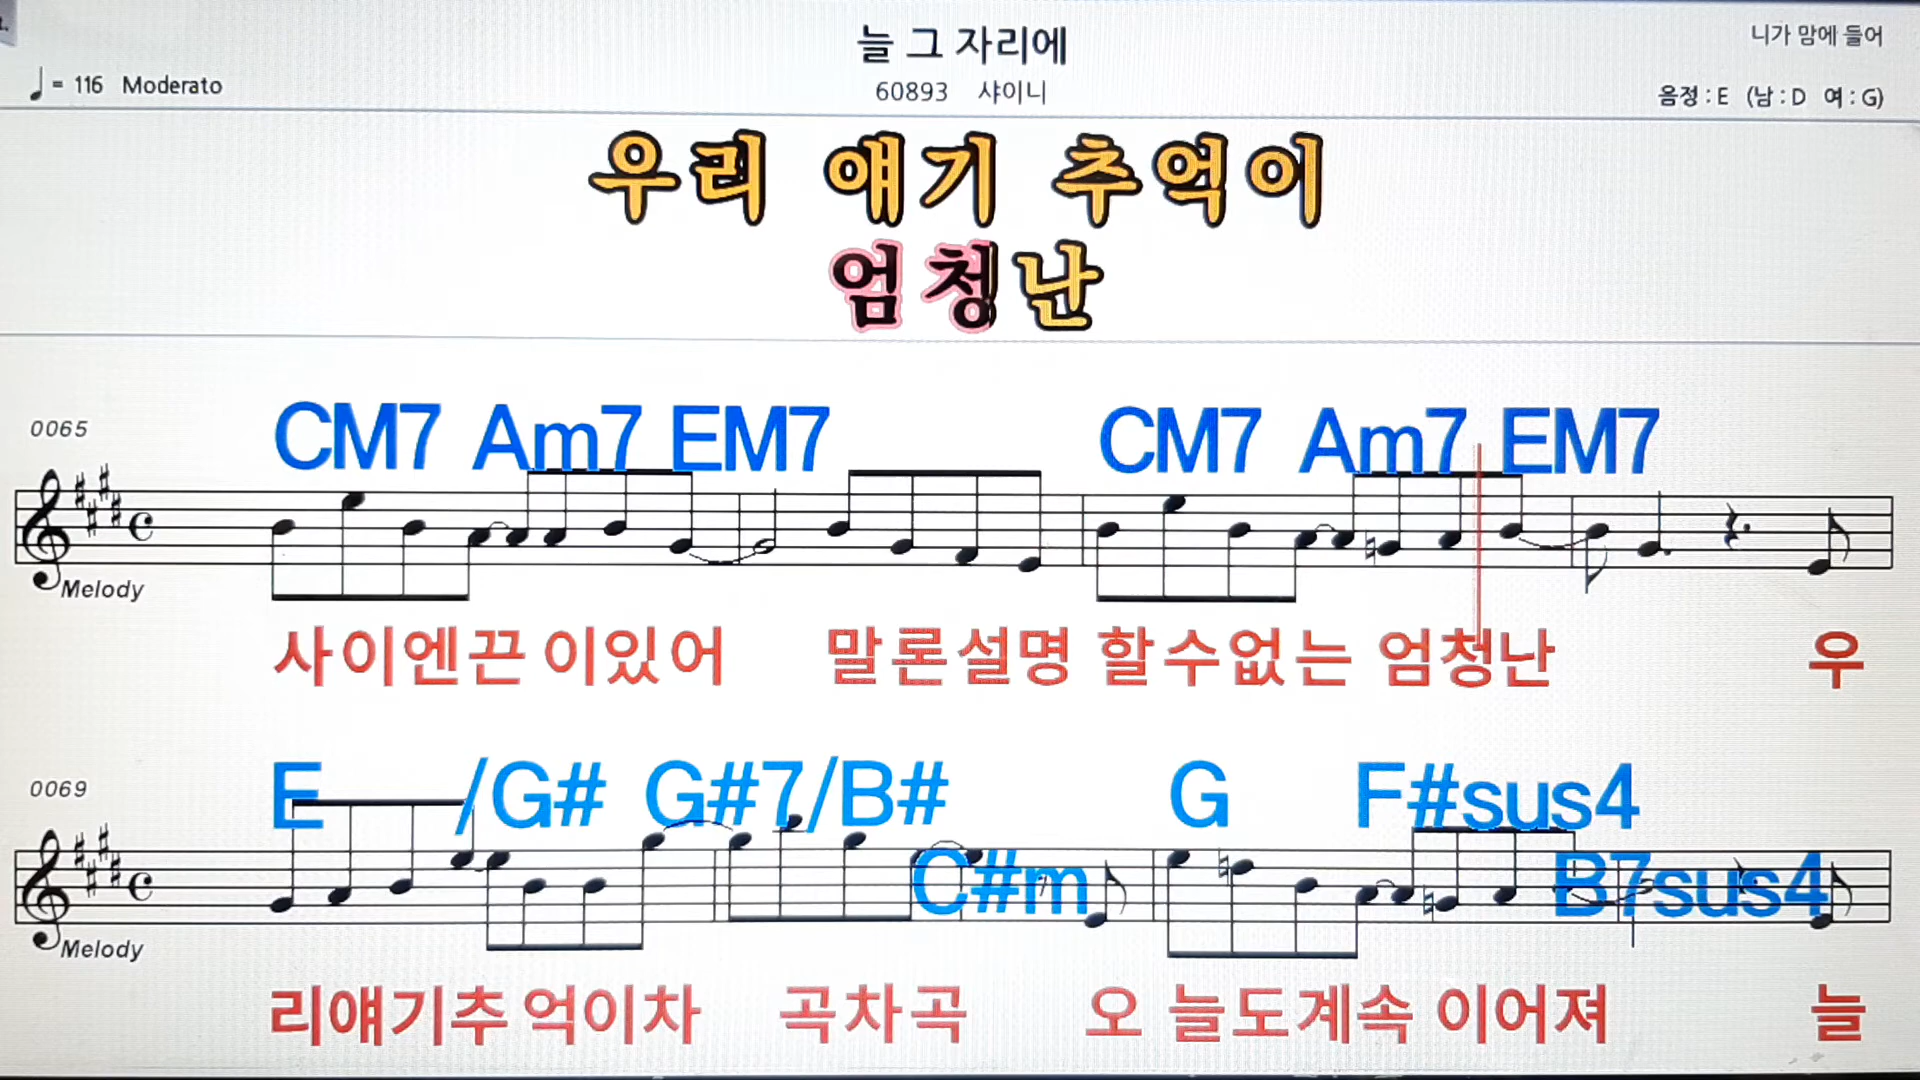 늘 그 자리에
니가 맘에 들어
= 116 Moderato
60893 샤이니
음정 : E (남 : D 여 : G)
우리 얘기 추억이
엄청난
0065
CM7 Am7 EM7 CM7 Am7 EM7
Melody
사이엔끈 이있어 말론설명 할수없는 엄청난 우
0069
E /G# G#7/B# C#m G F#sus4 B7sus4
Melody
리얘기추 억이차 곡차곡 오 늘도계속 이어져 늘